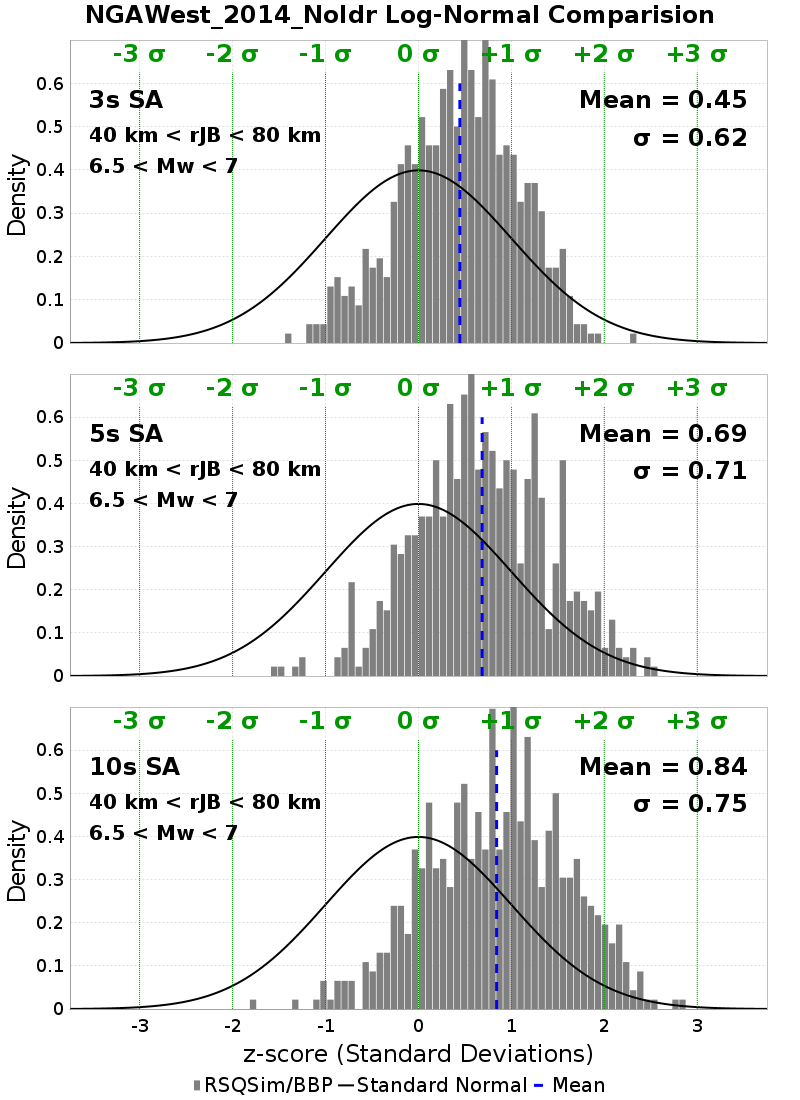 NGAWest_2014_NoIdr Log-Normal Comparision
-3 σ -2 σ -1 σ 0 σ +1 σ +2 σ +3 σ
3s SA Mean = 0.45
40 km < rJB < 80 km σ = 0.62
6.5 < Mw < 7
Density
0.6
0.5
0.4
0.3
0.2
0.1
0
-3 σ -2 σ -1 σ 0 σ +1 σ +2 σ +3 σ
5s SA Mean = 0.69
40 km < rJB < 80 km σ = 0.71
6.5 < Mw < 7
Density
0.6
0.5
0.4
0.3
0.2
0.1
0
-3 σ -2 σ -1 σ 0 σ +1 σ +2 σ +3 σ
10s SA Mean = 0.84
40 km < rJB < 80 km σ = 0.75
6.5 < Mw < 7
Density
0.6
0.5
0.4
0.3
0.2
0.1
0
-3 -2 -1 0 1 2 3
z-score (Standard Deviations)
RSQSim/BBP Standard Normal Mean